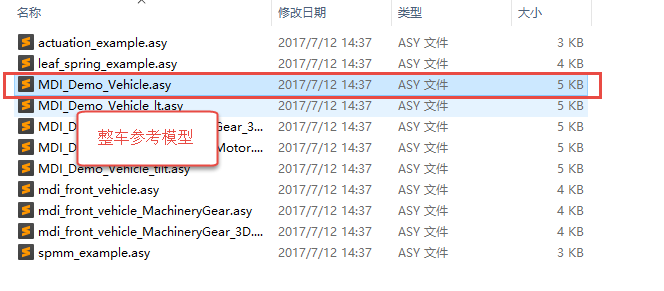 名称 修改日期 类型 大小
actuation_example.asy 2017/7/12 14:37 ASY 文件 3 KB
leaf_spring_example.asy 2017/7/12 14:37 ASY 文件 4 KB
MDI_Demo_Vehicle.asy 2017/7/12 14:37 ASY 文件 5 KB
MDI_Demo_Vehicle_lt.asy 2017/7/12 14:37 ASY 文件 5 KB
MDI_D Gear_3... 2017/7/12 14:37 ASY 文件 5 KB
整车参考模型
MDI_D Motor.... 2017/7/12 14:37 ASY 文件 5 KB
MDI_Demo_Vehicle_tilt.asy 2017/7/12 14:37 ASY 文件 5 KB
mdi_front_vehicle.asy 2017/7/12 14:37 ASY 文件 4 KB
mdi_front_vehicle_MachineryGear.asy 2017/7/12 14:37 ASY 文件 4 KB
mdi_front_vehicle_MachineryGear_3D.... 2017/7/12 14:37 ASY 文件 4 KB
spmm_example.asy 2017/7/12 14:37 ASY 文件 3 KB